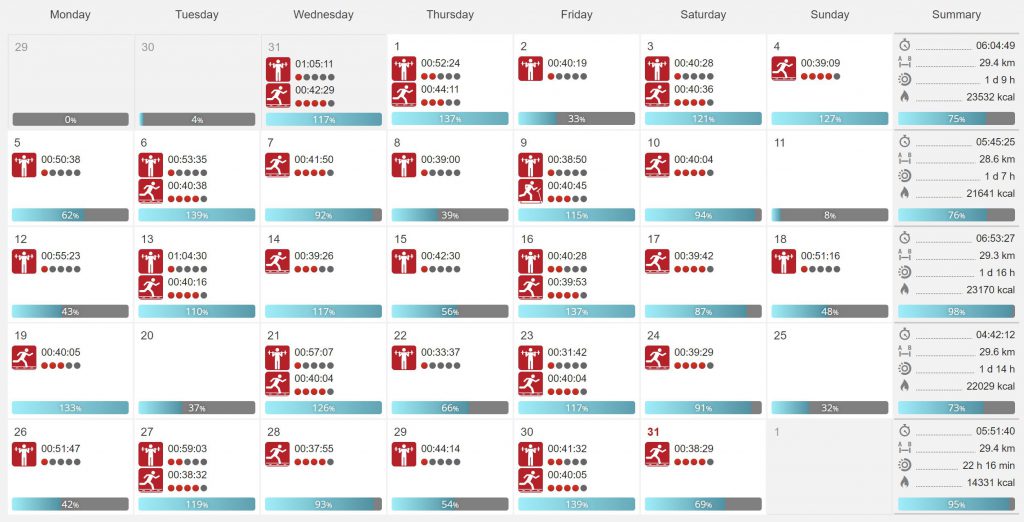 Monday Tuesday Wednesday Thursday Friday Saturday Sunday Summary
29 30 31 1 2 3 4 06:04:49
01:05:11 00:52:24 00:40:19 00:40:28 00:39:09
A B 29.4 km
00:42:29 00:44:11 00:40:36 1 d 9 h
23532 kcal
0% 4% 117% 137% 33% 121% 127% 75%
5 6 7 8 9 10 11 05:45:25
00:50:38 00:53:35 00:41:50 00:39:00 00:38:50 00:40:04
A B 28.6 km
00:40:38 00:40:45 1 d 7 h
21641 kcal
62% 139% 92% 39% 115% 94% 8% 76%
12 13 14 15 16 17 18 06:53:27
00:55:23 01:04:30 00:39:26 00:42:30 00:40:28 00:39:42 00:51:16
A B 29.3 km
00:40:16 00:39:53 1 d 16 h
23170 kcal
43% 110% 117% 56% 137% 87% 48% 98%
19 20 21 22 23 24 25 04:42:12
00:40:05 00:57:07 00:33:37 00:31:42 00:39:29
A B 29.6 km
00:40:04 00:40:04 1 d 14 h
22029 kcal
133% 37% 126% 66% 117% 91% 32% 73%
26 27 28 29 30 31 1 05:51:40
00:51:47 00:59:03 00:37:55 00:44:14 00:41:32 00:38:29
A B 29.4 km
00:38:32 00:40:05 22 h 16 min
14331 kcal
42% 119% 93% 54% 139% 69% 95%